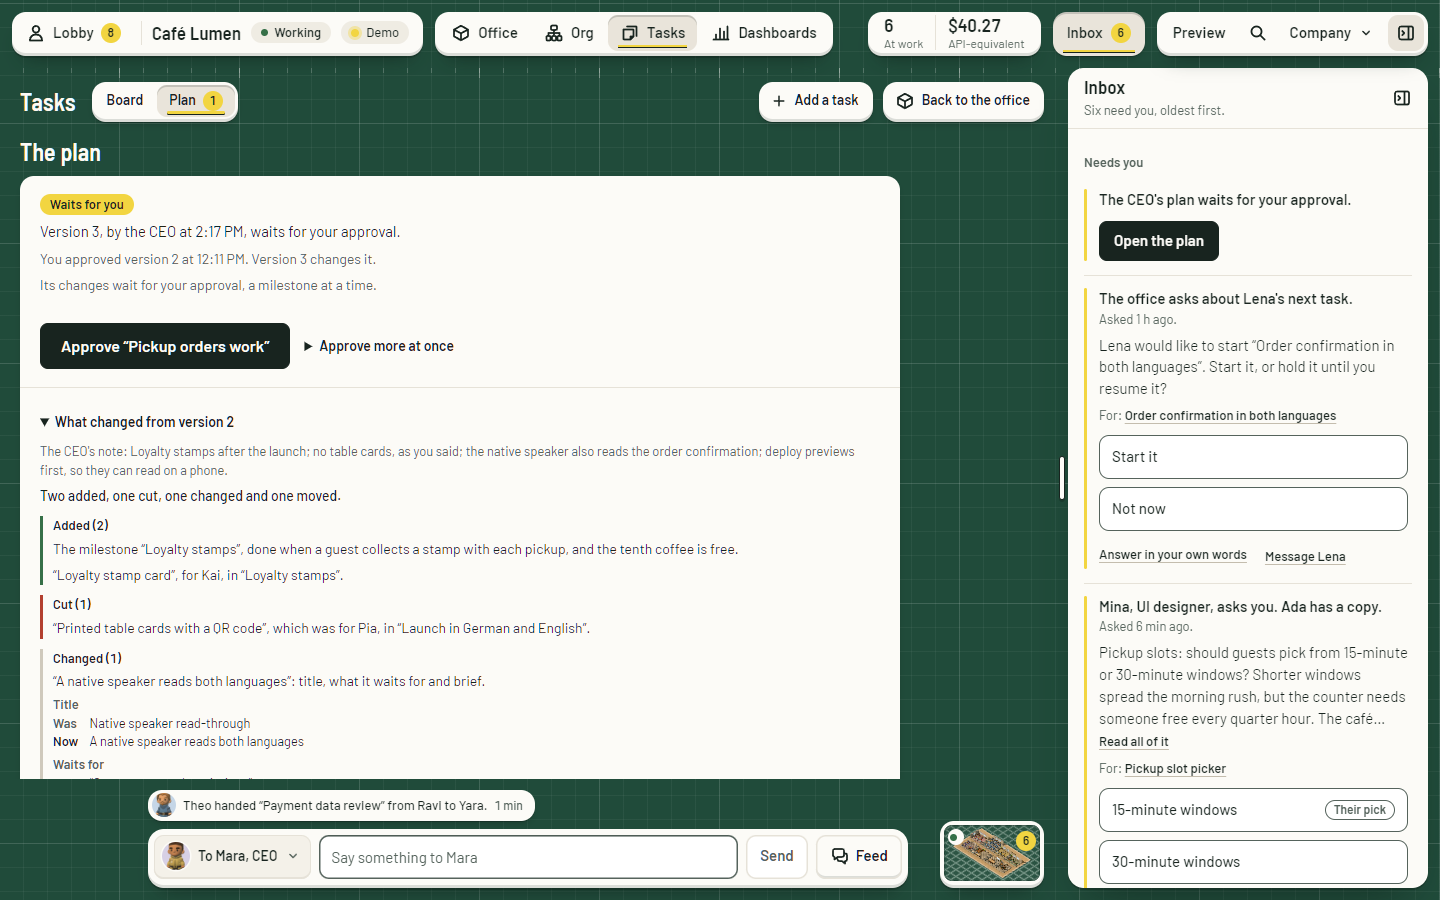 Lobby 8
Café Lumen
Working
Demo
Office
Org
Tasks
Dashboards
6
At work
$40.27
API-equivalent
Inbox 6
Preview
Company
Tasks
Board
Plan 1
Add a task
Back to the office
The plan
Waits for you
Version 3, by the CEO at 2:17 PM, waits for your approval.
You approved version 2 at 12:11 PM. Version 3 changes it.
Its changes wait for your approval, a milestone at a time.
Approve “Pickup orders work”
Approve more at once
What changed from version 2
The CEO's note: Loyalty stamps after the launch; no table cards, as you said; the native speaker also reads the order confirmation; deploy previews
first, so they can read on a phone.
Two added, one cut, one changed and one moved.
Added (2)
The milestone “Loyalty stamps”, done when a guest collects a stamp with each pickup, and the tenth coffee is free.
“Loyalty stamp card”, for Kai, in “Loyalty stamps”.
Cut (1)
“Printed table cards with a QR code”, which was for Pia, in “Launch in German and English”.
Changed (1)
“A native speaker reads both languages”: title, what it waits for and brief.
Title
Was Native speaker read-through
Now A native speaker reads both languages
Waits for
Theo handed “Payment data review” from Ravi to Yara. 1 min
To Mara, CEO
Say something to Mara
Send
Feed
6
Inbox
Six need you, oldest first.
Needs you
The CEO's plan waits for your approval.
Open the plan
The office asks about Lena's next task.
Asked 1 h ago.
Lena would like to start “Order confirmation in
both languages”. Start it, or hold it until you
resume it?
For: Order confirmation in both languages
Start it
Not now
Answer in your own words
Message Lena
Mina, UI designer, asks you. Ada has a copy.
Asked 6 min ago.
Pickup slots: should guests pick from 15-minute
or 30-minute windows? Shorter windows
spread the morning rush, but the counter needs
someone free every quarter hour. The café…
Read all of it
For: Pickup slot picker
15-minute windows
Their pick
30-minute windows